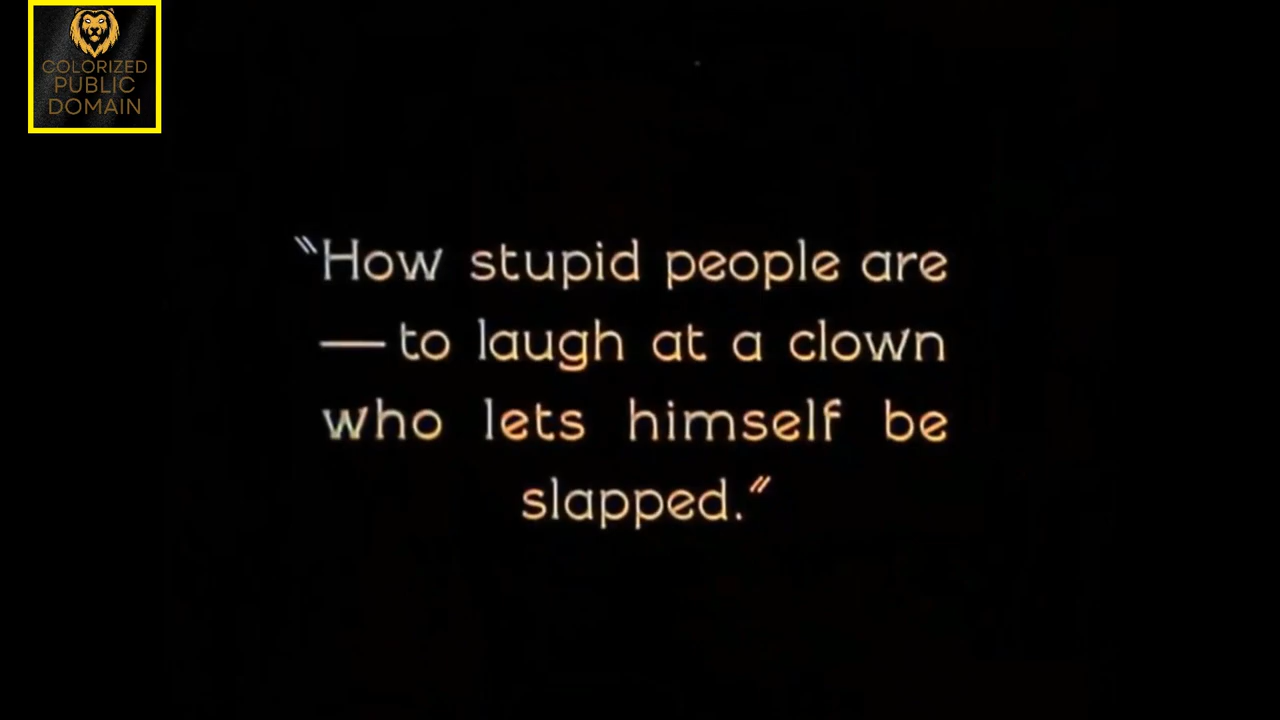 COLORIZED
PUBLIC
DOMAIN
"How stupid people are
— to laugh at a clown
who lets himself be
slapped."